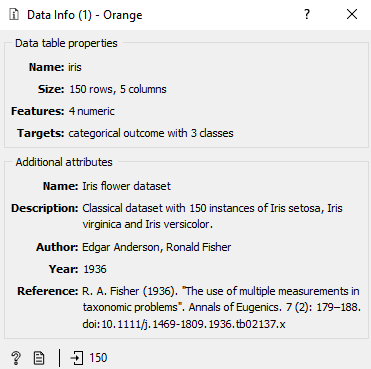 Data Info (1) - Orange
Data table properties
Name: iris
Size: 150 rows, 5 columns
Features: 4 numeric
Targets: categorical outcome with 3 classes
Additional attributes
Name: Iris flower dataset
Description: Classical dataset with 150 instances of Iris setosa, Iris
virginica and Iris versicolor.
Author: Edgar Anderson, Ronald Fisher
Year: 1936
Reference: R. A. Fisher (1936). "The use of multiple measurements in
taxonomic problems". Annals of Eugenics. 7 (2): 179–188.
doi:10.1111/j.1469-1809.1936.tb02137.x
150